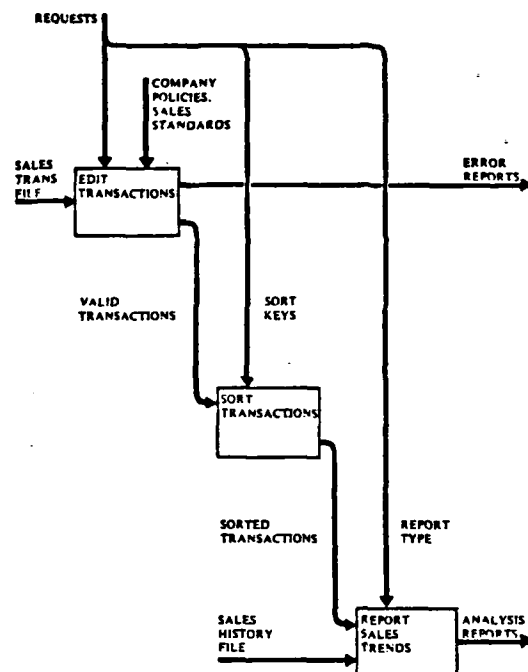 REQUESTS
COMPANY
POLICIES,
SALES
STANDARDS
SALES
TRANS
FILE
EDIT
TRANSACTIONS
ERROR
REPORTS
VALID
TRANSACTIONS
SORT
KEYS
SORT
TRANSACTIONS
SORTED
TRANSACTIONS
REPORT
TYPE
SALES
HISTORY
FILE
REPORT
SALES
TRENDS
ANALYSIS
REPORTS